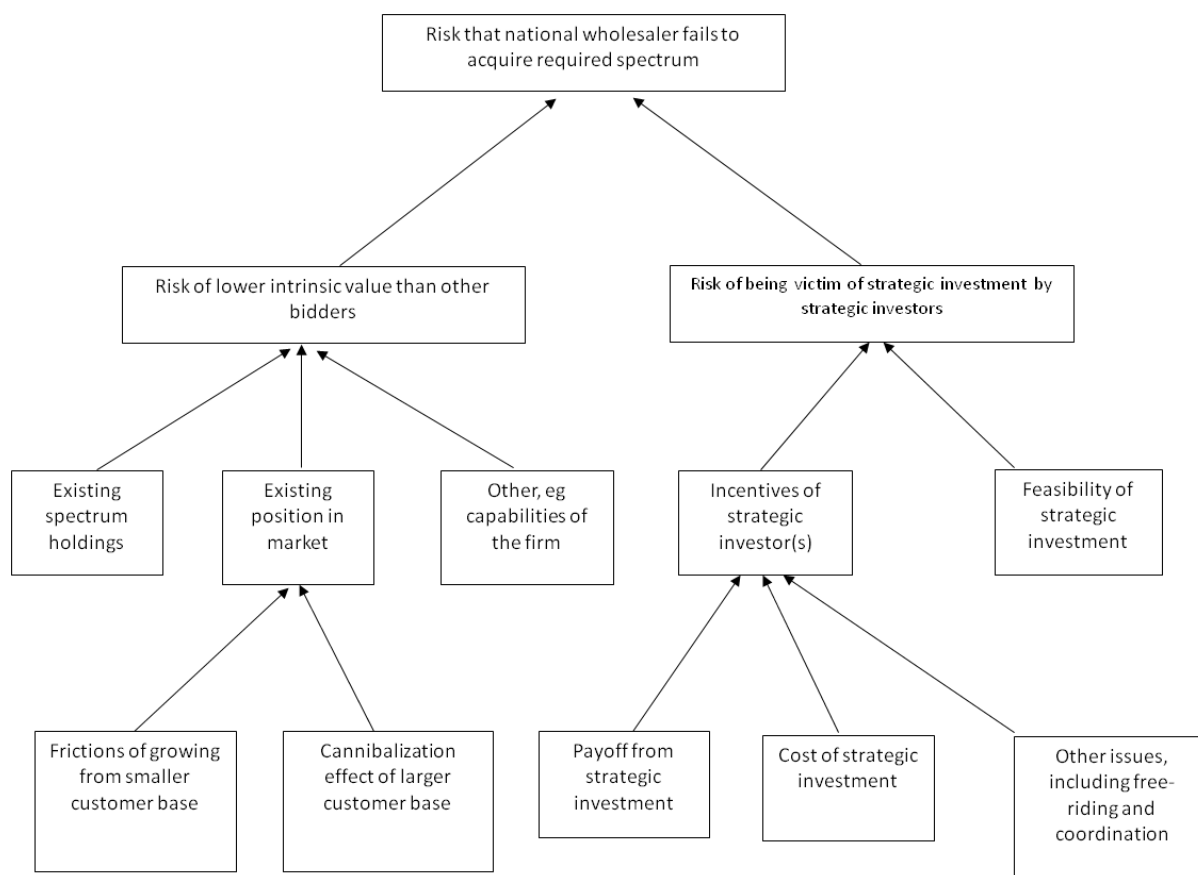 Risk that national wholesaler fails to
acquire required spectrum
Risk of lower intrinsic value than other
bidders
Risk of being victim of strategic investment by
strategic investors
Existing
spectrum
holdings
Existing
position in
market
Other, eg
capabilities of
the firm
Incentives of
strategic
investor(s)
Feasibility of
strategic
investment
Frictions of growing
from smaller
customer base
Cannibalization
effect of larger
customer base
Payoff from
strategic
investment
Cost of strategic
investment
Other issues,
including free-
riding and
coordination